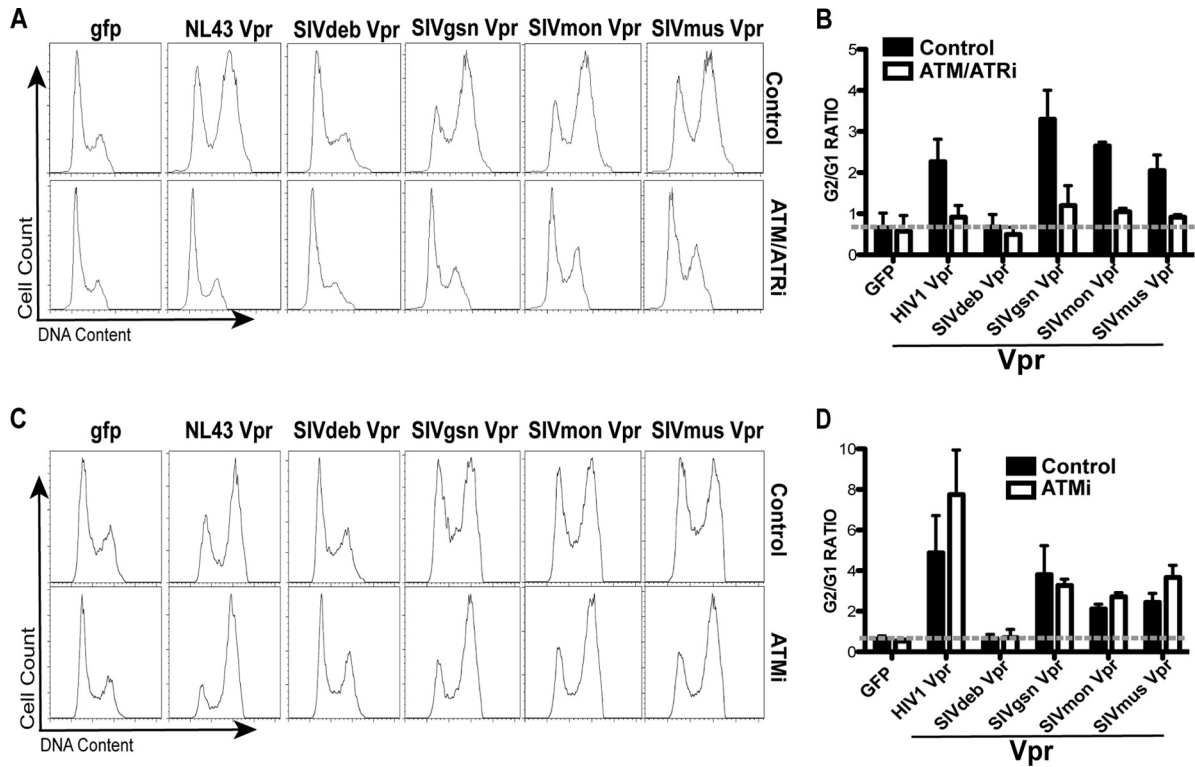 A
gfp NL43 Vpr SIVdeb Vpr SIVgsn Vpr SIVmon Vpr SIVmus Vpr
Control
ATM/ATRi
Cell Count
DNA Content
B
5
4
3
2
1
0
G2/G1 RATIO
Control
ATM/ATRi
GFP
HIV1 Vpr
SIVdeb Vpr
SIVgsn Vpr
SIVmon Vpr
SIVmus Vpr
Vpr
C
gfp NL43 Vpr SIVdeb Vpr SIVgsn Vpr SIVmon Vpr SIVmus Vpr
Control
ATMi
Cell Count
DNA Content
D
10
8
6
4
2
0
G2/G1 RATIO
Control
ATMi
GFP
HIV1 Vpr
SIVdeb Vpr
SIVgsn Vpr
SIVmon Vpr
SIVmus Vpr
Vpr